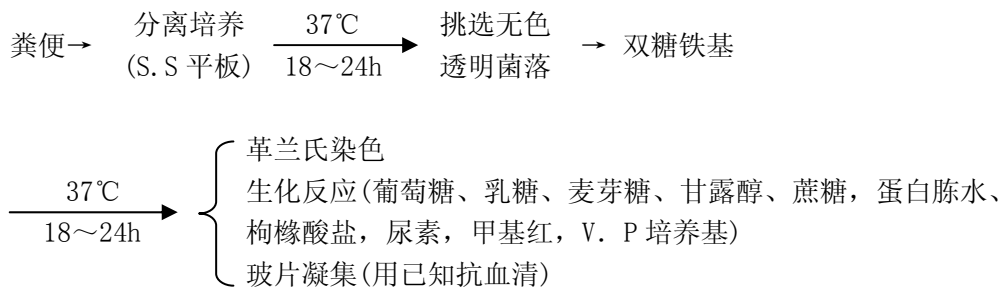 分离培养 37℃ 挑选无色
粪便→ → 双糖铁基
(S.S 平板) 18～24h 透明菌落
革兰氏染色
37℃ 生化反应(葡萄糖、乳糖、麦芽糖、甘露醇、蔗糖，蛋白胨水、
18～24h 枸橼酸盐，尿素，甲基红，V. P 培养基)
玻片凝集(用已知抗血清)